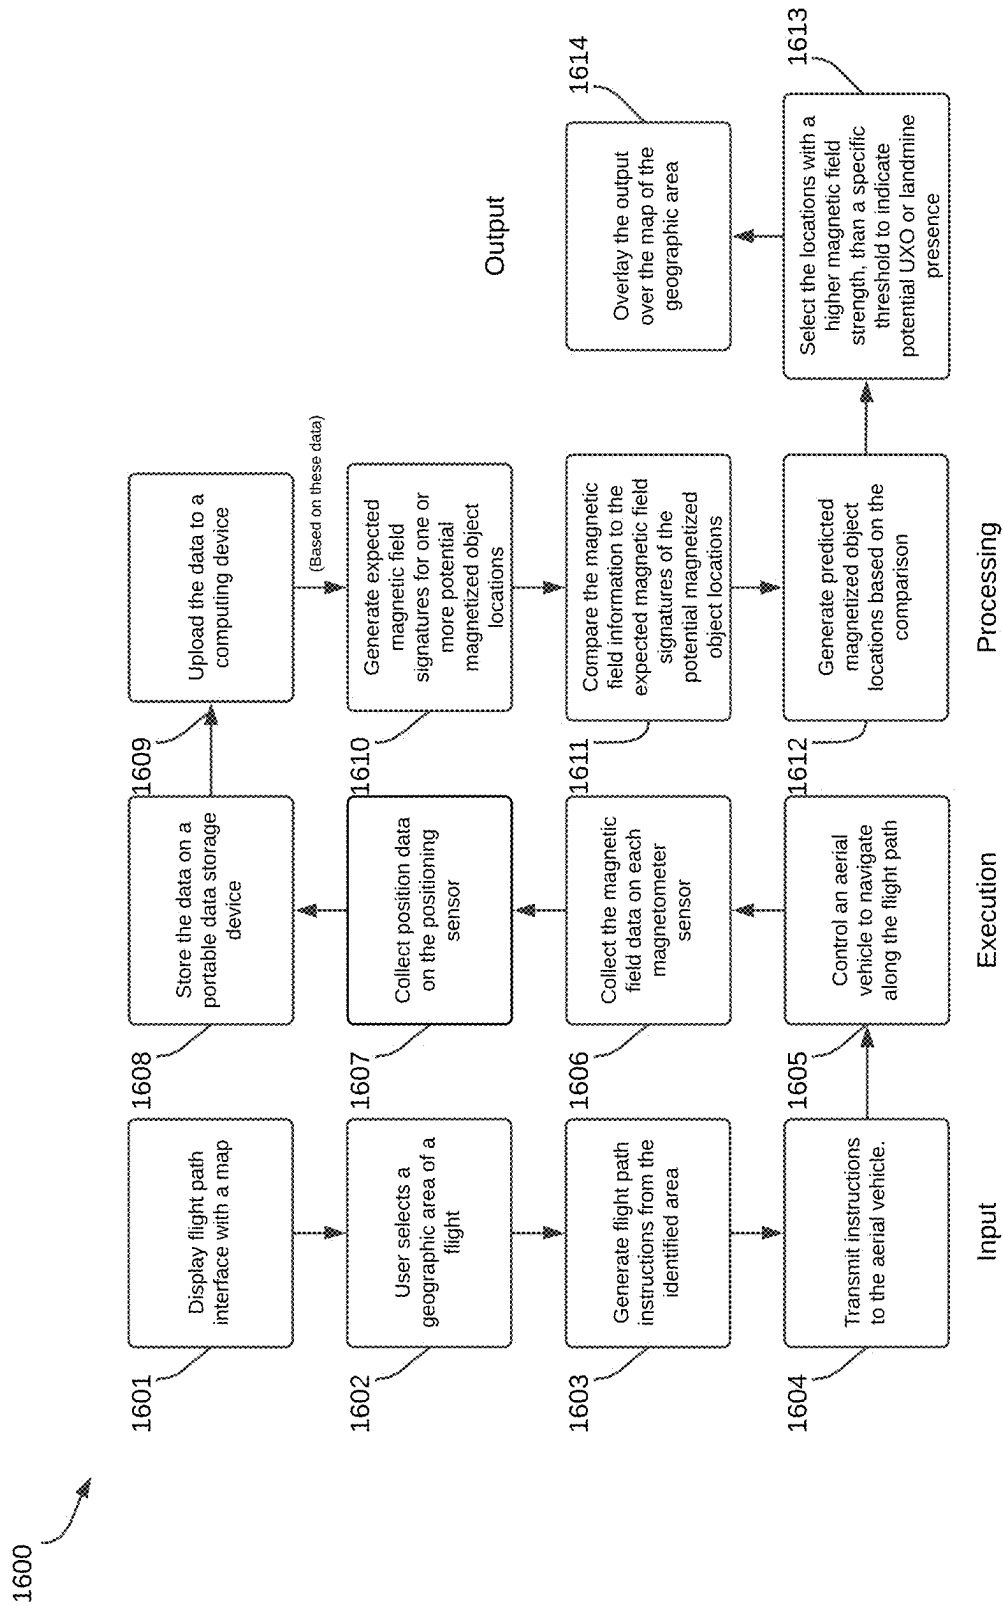 1600
1601
Display flight path
interface with a map
1602
User selects a
geographic area of a
flight
1603
Generate flight path
instructions from the
identified area
1604
Transmit instructions
to the aerial vehicle.
Input
1605
Control an aerial
vehicle to navigate
along the flight path
1606
Collect the magnetic
field data on each
magnetometer
sensor
1607
Collect position data
on the positioning
sensor
1608
Store the data on a
portable data storage
device
Execution
1609
Upload the data to a
computing device
(Based on these data)
1610
Generate expected
magnetic field
signatures for one or
more potential
magnetized object
locations
1611
Compare the magnetic
field information to the
expected magnetic field
signatures of the
potential magnetized
object locations
1612
Generate predicted
magnetized object
locations based on the
comparison
Processing
1613
Select the locations with a
higher magnetic field
strength, than a specific
threshold to indicate
potential UXO or landmine
presence
1614
Overlay the output
over the map of the
geographic area
Output